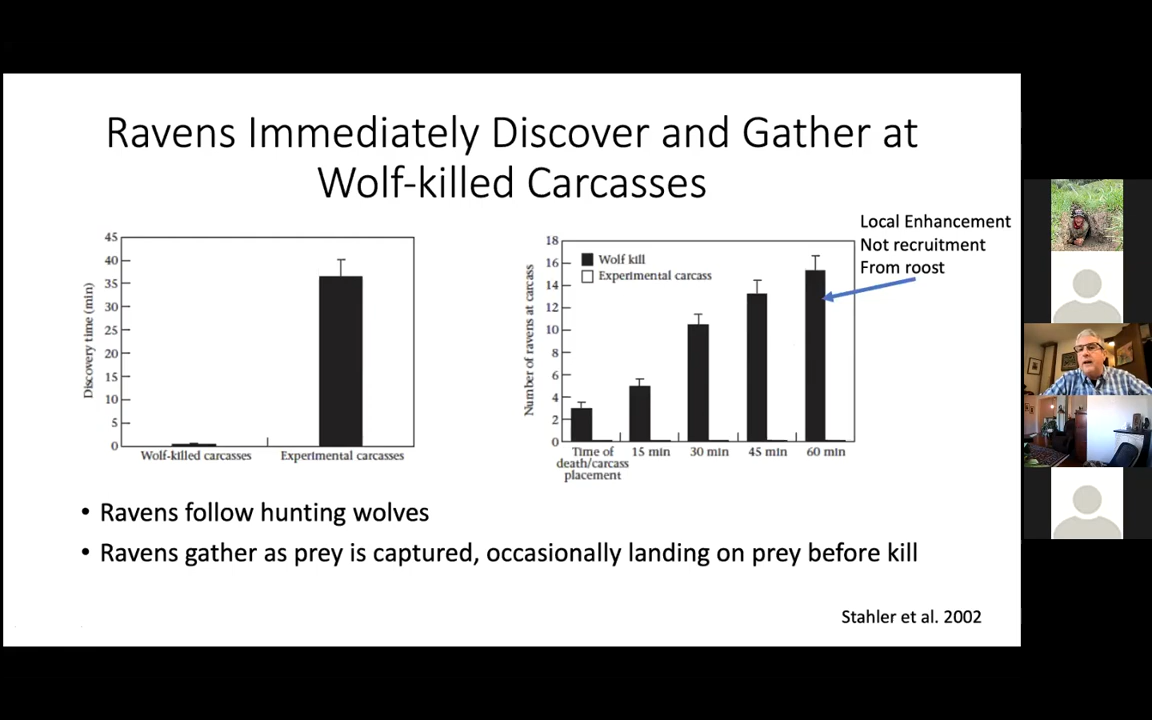 Ravens Immediately Discover and Gather at
Wolf-killed Carcasses
45
40
35
30
25
20
15
10
5
0
Discovery time (min)
Wolf-killed carcasses
Experimental carcasses
18
16
14
12
10
8
6
4
2
0
Number of ravens at carcass
Wolf kill
Experimental carcass
Time of
death/carcass
placement
15 min
30 min
45 min
60 min
Local Enhancement
Not recruitment
From roost
• Ravens follow hunting wolves
• Ravens gather as prey is captured, occasionally landing on prey before kill
Stahler et al. 2002